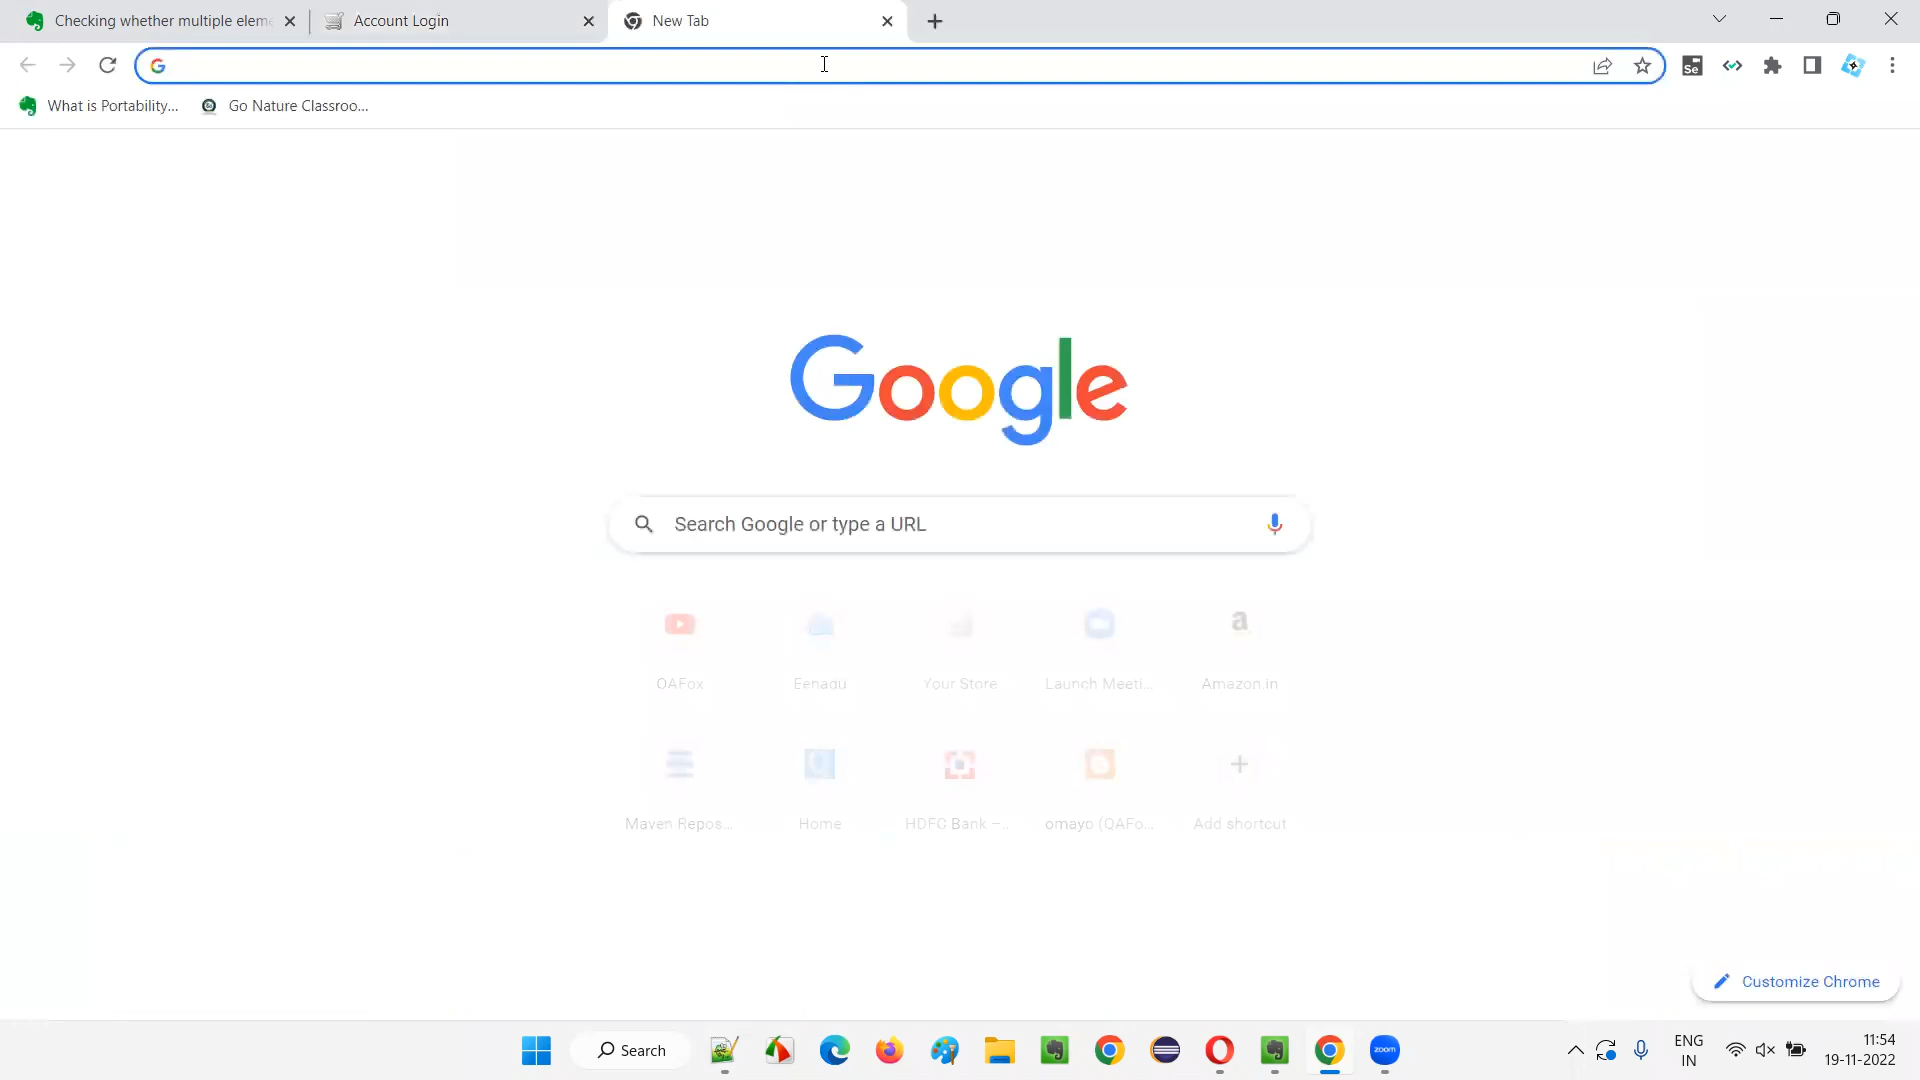 Checking whether multiple eleme
Account Login
New Tab
What is Portability...
Go Nature Classroo...
Google
Search Google or type a URL
QAFox
Eenadu
Your Store
Launch Meeti...
Amazon.in
Maven Repos...
Home
HDFC Bank –...
omayo (QAFo...
Add shortcut
Customize Chrome
Search
zoom
ENG
IN
11:54
19-11-2022